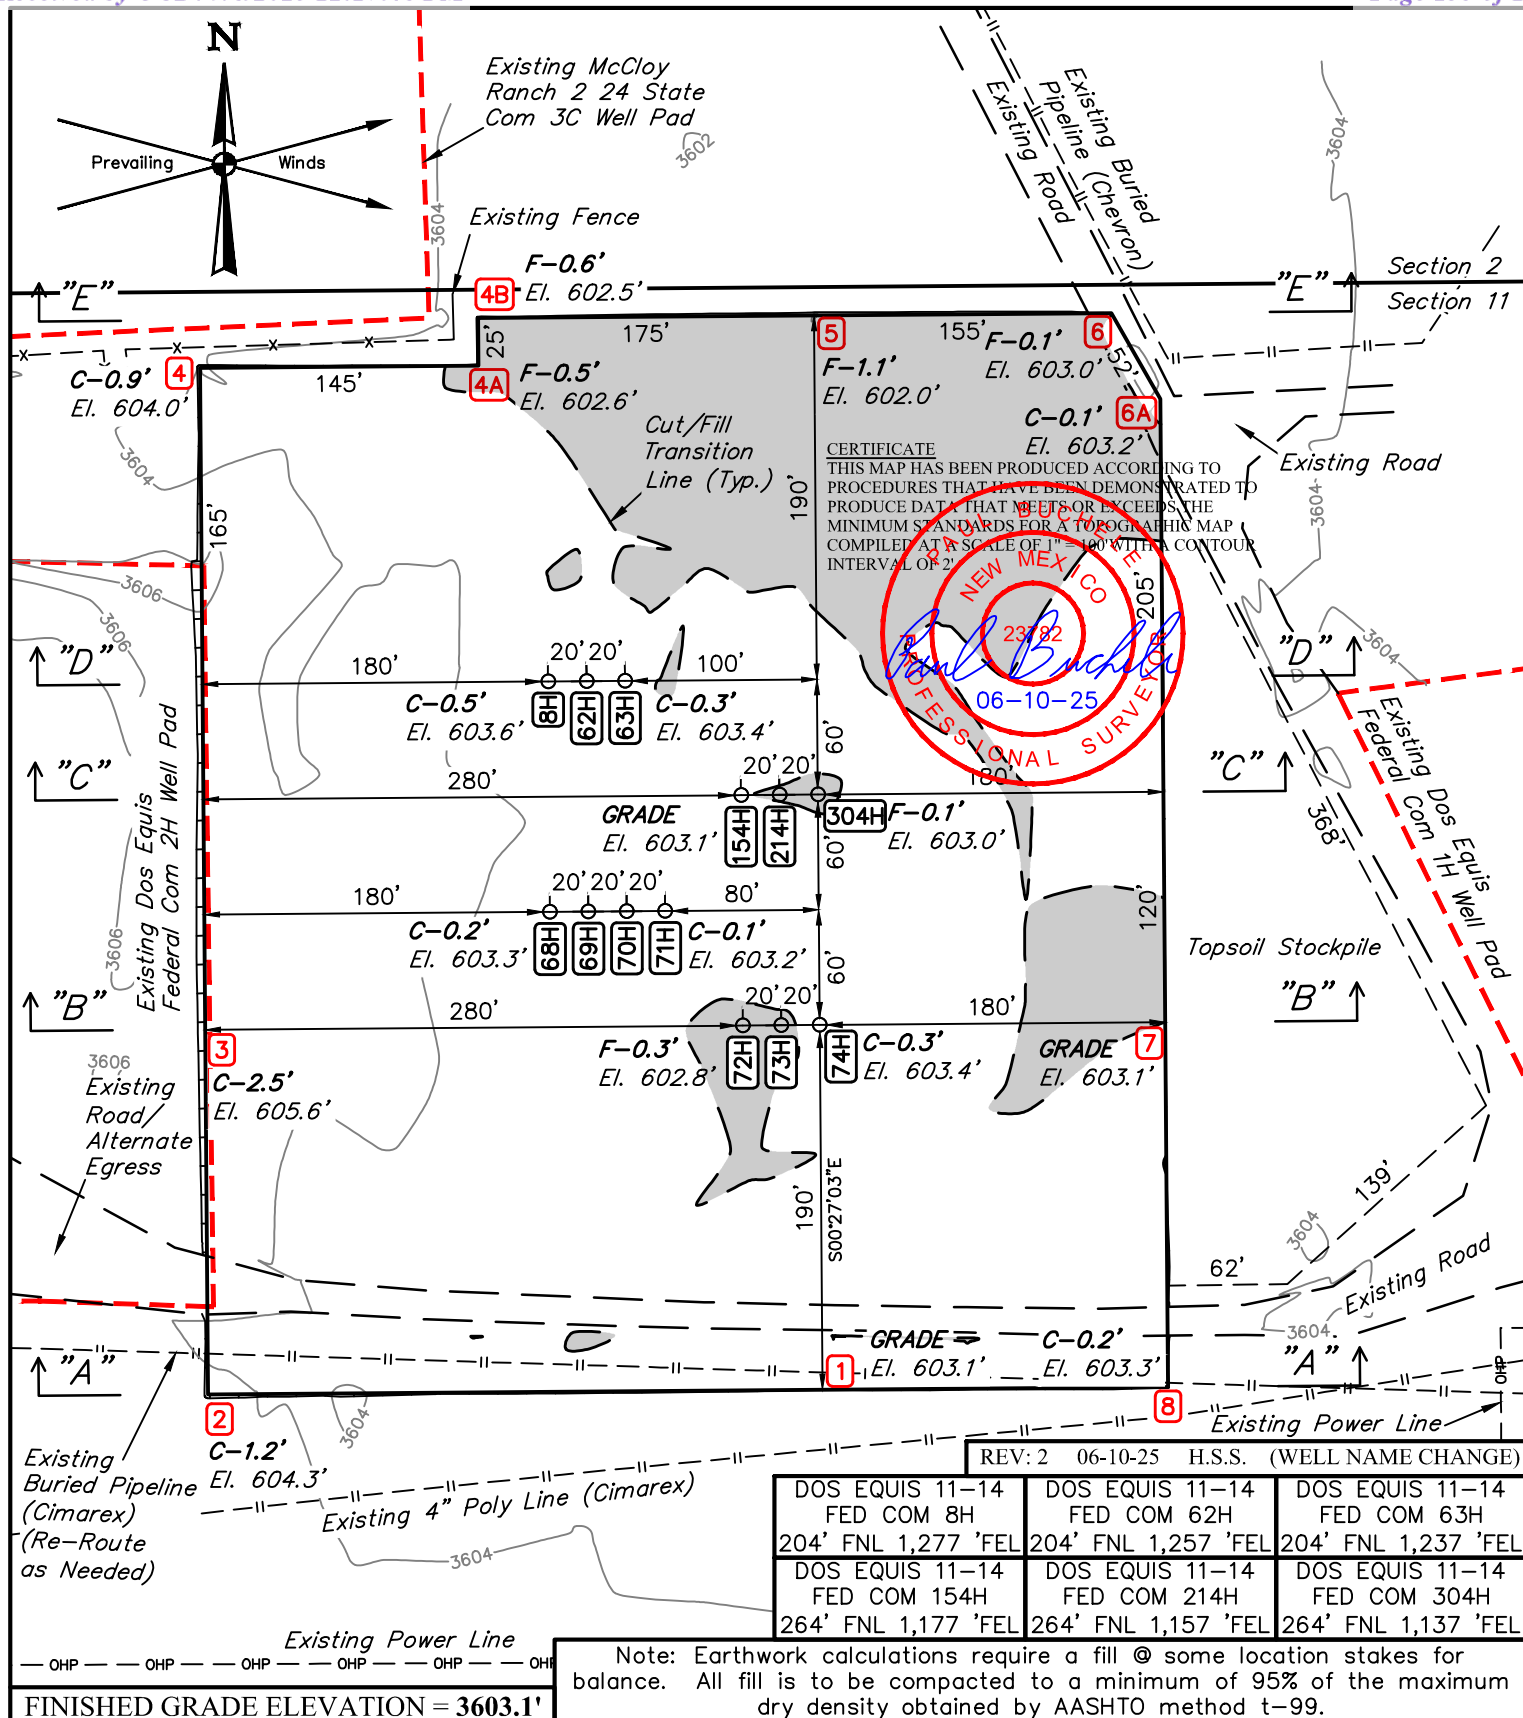 N
Prevailing Winds
Existing McCloy
Ranch 2 24 State
Com 3C Well Pad
3602
3604
Existing Fence
Existing Road
Existing Buried
Pipeline (Chevron)
3604
"E"
4B
F-0.6'
El. 602.5'
"E"
Section 2
Section 11
4
C-0.9'
El. 604.0'
145'
25'
175'
4A
F-0.5'
El. 602.6'
5
F-1.1'
El. 602.0'
155'
F-0.1'
El. 603.0'
6
52'
C-0.1'
El. 603.2'
6A
Cut/Fill
Transition
Line (Typ.)
Existing Road
3604
3604
CERTIFICATE
THIS MAP HAS BEEN PRODUCED ACCORDING TO
PROCEDURES THAT HAVE BEEN DEMONSTRATED TO
PRODUCE DATA THAT MEETS OR EXCEEDS THE
MINIMUM STANDARDS FOR A TOPOGRAPHIC MAP
COMPILED AT A SCALE OF 1" = 100' WITH A CONTOUR
INTERVAL OF 2'
PAUL BUCHELE
NEW MEXICO
23782
PROFESSIONAL SURVEYOR
Paul Buchele
06-10-25
165'
190'
205'
3606
3606
3604
"D"
180'
20' 20'
100'
"D"
C-0.5'
El. 603.6'
8H
62H
63H
C-0.3'
El. 603.4'
60'
"C"
280'
20' 20'
180'
"C"
GRADE
El. 603.1'
154H
214H
304H
F-0.1'
El. 603.0'
60'
Existing Dos Equis
Federal Com 2H Well Pad
Existing Dos Equis
Federal Com 1H Well Pad
368'
180'
20' 20' 20'
80'
120'
C-0.2'
El. 603.3'
68H
69H
70H
71H
C-0.1'
El. 603.2'
60'
Topsoil Stockpile
3606
"B"
280'
20' 20'
180'
"B"
3
C-2.5'
El. 605.6'
F-0.3'
El. 602.8'
72H
73H
74H
C-0.3'
El. 603.4'
GRADE
El. 603.1'
7
3606
Existing
Road/
Alternate
Egress
190'
S00°27'03"E
139'
62'
3604
Existing Road
3604
"A"
1
GRADE
El. 603.1'
C-0.2'
El. 603.3'
"A"
OHP
2
C-1.2'
El. 604.3'
3604
8
Existing Power Line
Existing
Buried Pipeline
(Cimarex)
(Re-Route
as Needed)
Existing 4" Poly Line (Cimarex)
3604
REV: 2 06-10-25 H.S.S. (WELL NAME CHANGE)
DOS EQUIS 11-14
FED COM 8H
204' FNL 1,277 'FEL
DOS EQUIS 11-14
FED COM 62H
204' FNL 1,257 'FEL
DOS EQUIS 11-14
FED COM 63H
204' FNL 1,237 'FEL
DOS EQUIS 11-14
FED COM 154H
264' FNL 1,177 'FEL
DOS EQUIS 11-14
FED COM 214H
264' FNL 1,157 'FEL
DOS EQUIS 11-14
FED COM 304H
264' FNL 1,137 'FEL
Existing Power Line
OHP OHP OHP OHP OHP OHP
Note: Earthwork calculations require a fill @ some location stakes for
balance. All fill is to be compacted to a minimum of 95% of the maximum
dry density obtained by AASHTO method t-99.
FINISHED GRADE ELEVATION = 3603.1'